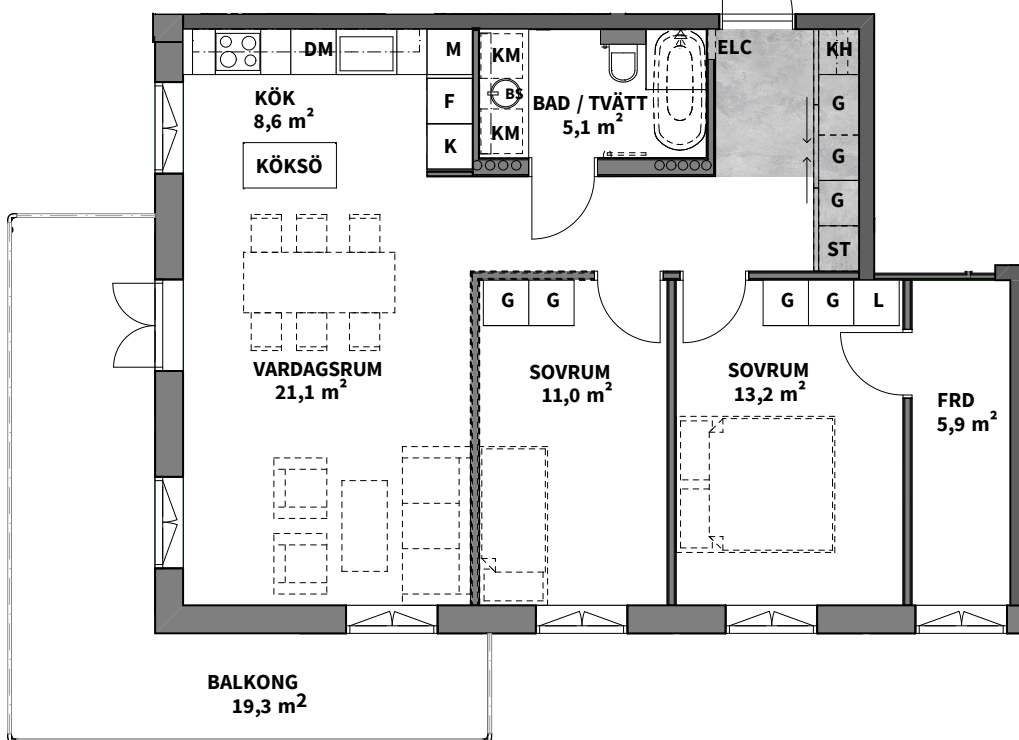 DM
M
KM
ELC
KH
KÖK
8,6 m²
F
BS
BAD / TVÄTT
5,1 m²
G
KÖKSÖ
K
KM
G
G
ST
G
G
G
G
L
VARDAGSRUM
21,1 m²
SOVRUM
11,0 m²
SOVRUM
13,2 m²
FRD
5,9 m²
BALKONG
19,3 m²